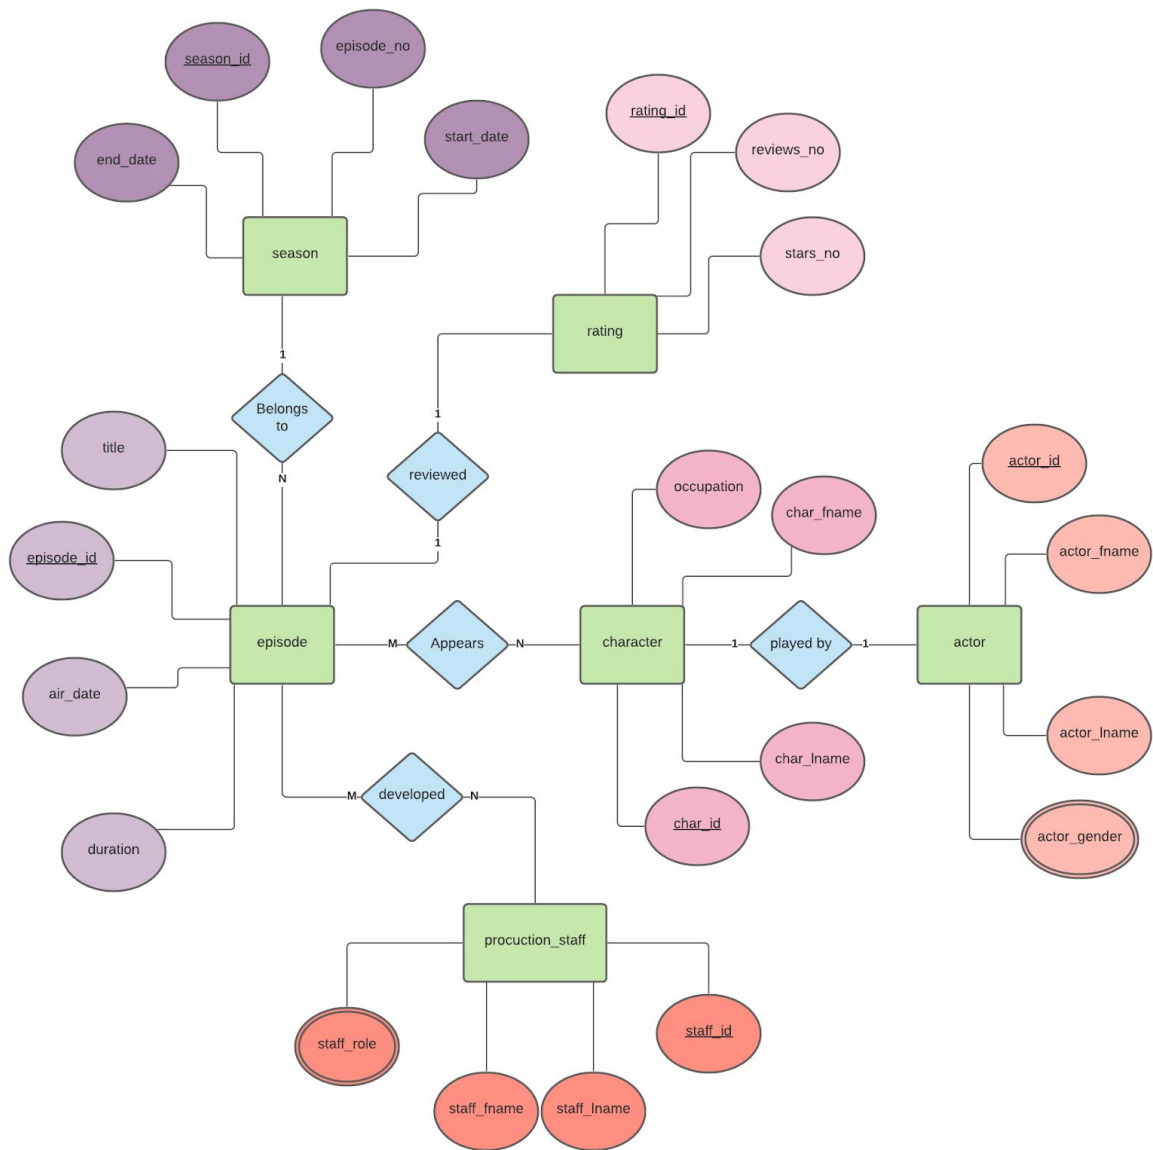 season_id
episode_no
end_date
start_date
season
rating_id
reviews_no
stars_no
rating
1
Belongs
to
N
1
reviewed
1
title
episode_id
air_date
duration
episode
M
Appears
N
occupation
char_fname
character
char_lname
char_id
1
played by
1
actor_id
actor_fname
actor
actor_lname
actor_gender
M
developed
N
procuction_staff
staff_role
staff_fname
staff_lname
staff_id